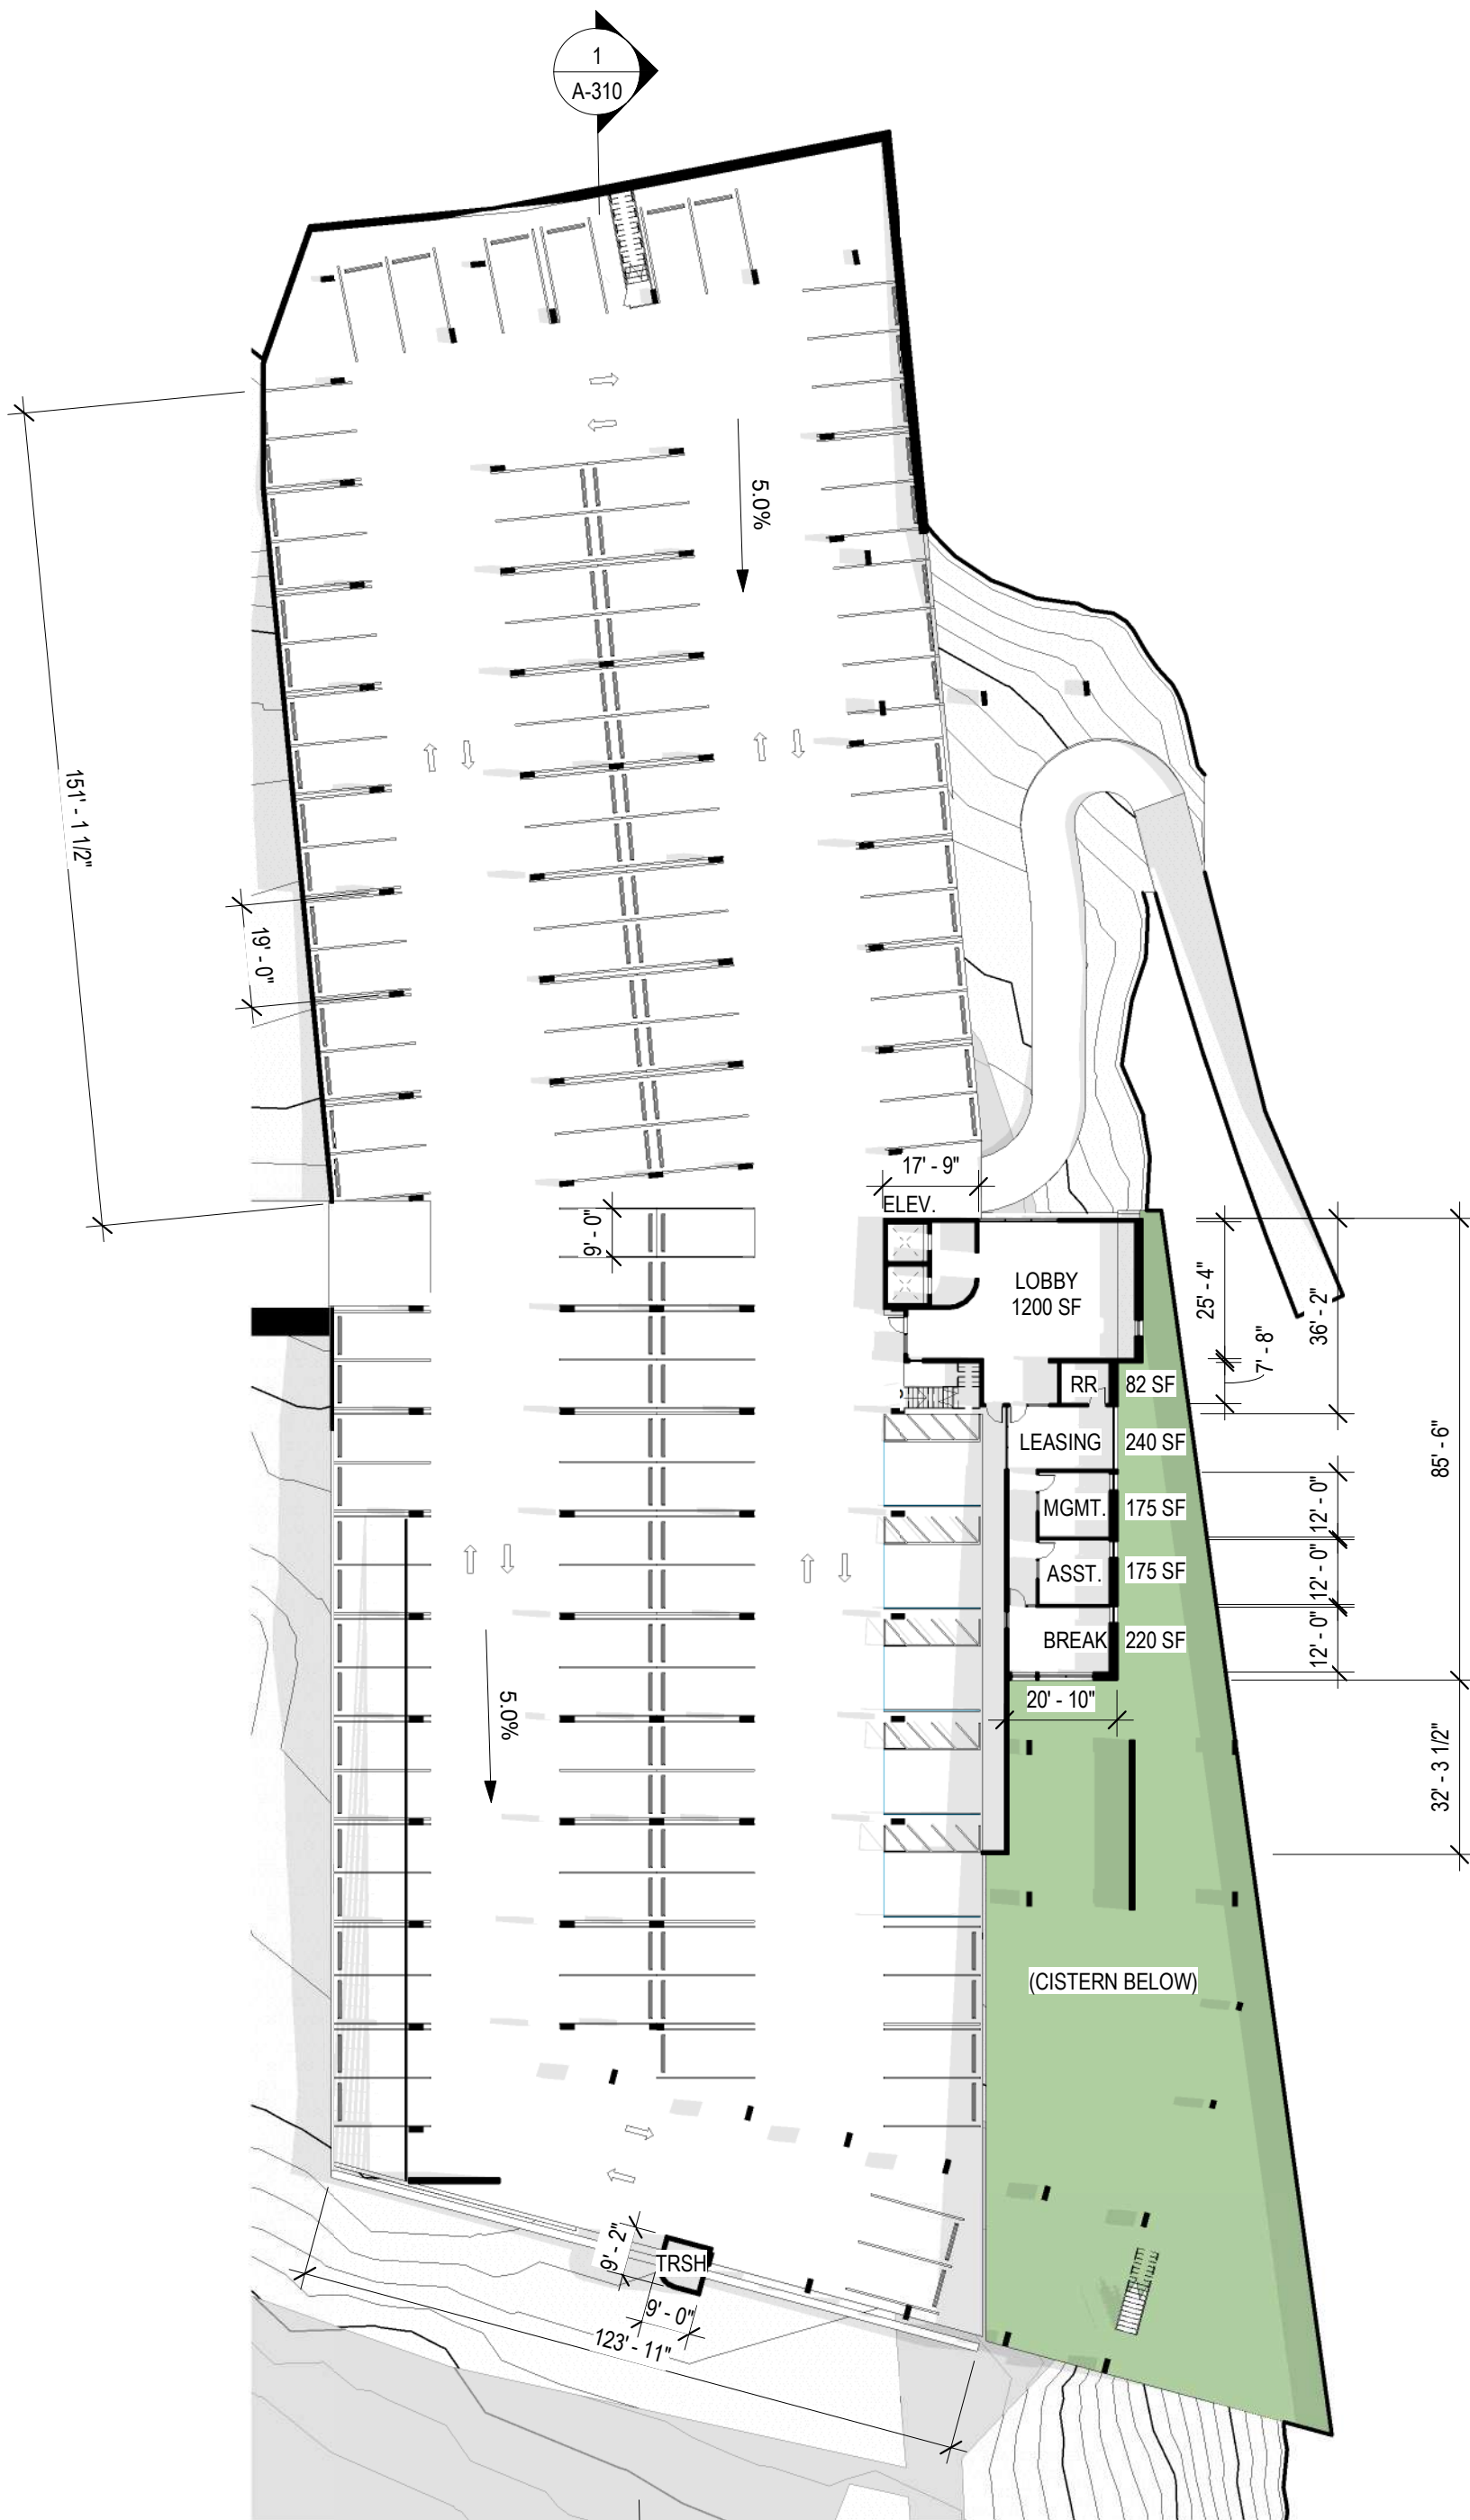 1
A-310
5.0%
151' - 1 1/2"
19' - 0"
17' - 9"
ELEV.
9' - 0"
LOBBY
1200 SF
25' - 4"
36' - 2"
7' - 8"
RR
82 SF
LEASING
240 SF
85' - 6"
MGMT.
175 SF
12' - 0"
ASST.
175 SF
12' - 0"
BREAK
220 SF
12' - 0"
5.0%
20' - 10"
32' - 3 1/2"
(CISTERN BELOW)
9' - 2"
TRSH
9' - 0"
123' - 11"